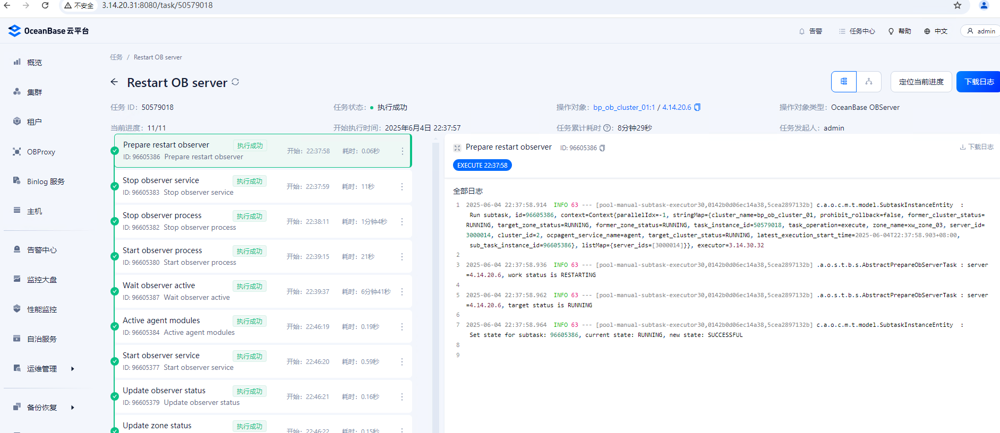 不安全 3.14.20.31:8080/task/50579018
OceanBase 云平台
告警 任务中心 帮助 中文 admin
概览
集群
租户
OBProxy
Binlog 服务
主机
告警中心
监控大盘
性能监控
自治服务
运维管理
备份恢复
任务 / Restart OB server
Restart OB server
定位当前进度 下载日志
任务 ID: 50579018 任务状态: 执行成功 操作对象: bp_ob_cluster_01:1 / 4.14.20.6 操作对象类型: OceanBase OBServer
当前进度: 11/11 开始执行时间: 2025年6月4日 22:37:57 任务累计耗时 ?: 8分钟29秒 任务发起人: admin
Prepare restart observer 执行成功 开始: 22:37:58 耗时: 0.06秒
ID: 96605386 Prepare restart observer
Stop observer service 执行成功 开始: 22:37:59 耗时: 11秒
ID: 96605383 Stop observer service
Stop observer process 执行成功 开始: 22:38:11 耗时: 1分钟4秒
ID: 96605382 Stop observer process
Start observer process 执行成功 开始: 22:39:15 耗时: 21秒
ID: 96605380 Start observer process
Wait observer active 执行成功 开始: 22:39:37 耗时: 6分钟41秒
ID: 96605387 Wait observer active
Active agent modules 执行成功 开始: 22:46:19 耗时: 0.19秒
ID: 96605384 Active agent modules
Start observer service 执行成功 开始: 22:46:20 耗时: 0.59秒
ID: 96605377 Start observer service
Update observer status 执行成功 开始: 22:46:21 耗时: 0.16秒
ID: 96605379 Update observer status
Update zone status 执行成功 开始: 22:46:22 耗时: 0.15秒
Prepare restart observer ID: 96605386 下载日志
EXECUTE 22:37:58
全部日志
1 2025-06-04 22:37:58.914 INFO 63 --- [pool-manual-subtask-executor30,0142b0d06ec14a38,5cea2897132b] c.a.o.c.m.t.model.SubtaskInstanceEntity :
Run subtask, id=96605386, context=Context{parallelIdx=-1, stringMap={cluster_name=bp_ob_cluster_01, prohibit_rollback=false, former_cluster_status=
RUNNING, target_zone_status=RUNNING, former_zone_status=RUNNING, task_instance_id=50579018, task_operation=execute, zone_name=xw_zone_03, server_id=
3000014, cluster_id=2, ocpagent_service_name=agent, target_cluster_status=RUNNING, latest_execution_start_time=2025-06-04T22:37:58.903+08:00,
sub_task_instance_id=96605386}, listMap={server_ids=[3000014]}}, executor=3.14.30.32
2
3 2025-06-04 22:37:58.936 INFO 63 --- [pool-manual-subtask-executor30,0142b0d06ec14a38,5cea2897132b] .a.o.s.t.b.s.AbstractPrepareObServerTask : server
=4.14.20.6, work status is RESTARTING
4
5 2025-06-04 22:37:58.962 INFO 63 --- [pool-manual-subtask-executor30,0142b0d06ec14a38,5cea2897132b] .a.o.s.t.b.s.AbstractPrepareObServerTask : server
=4.14.20.6, target status is RUNNING
6
7 2025-06-04 22:37:58.964 INFO 63 --- [pool-manual-subtask-executor30,0142b0d06ec14a38,5cea2897132b] c.a.o.c.m.t.model.SubtaskInstanceEntity :
Set state for subtask: 96605386, current state: RUNNING, new state: SUCCESSFUL
8
9